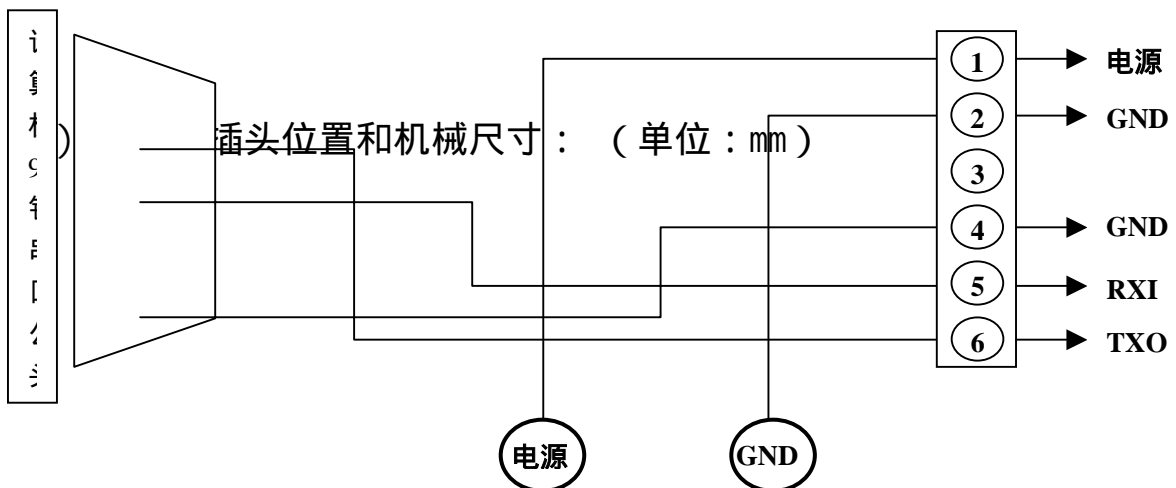 1 电源
2 GND
）
插头位置和机械尺寸：（单位：mm）
3
4 GND
5 RXI
6 TXO
电源
GND